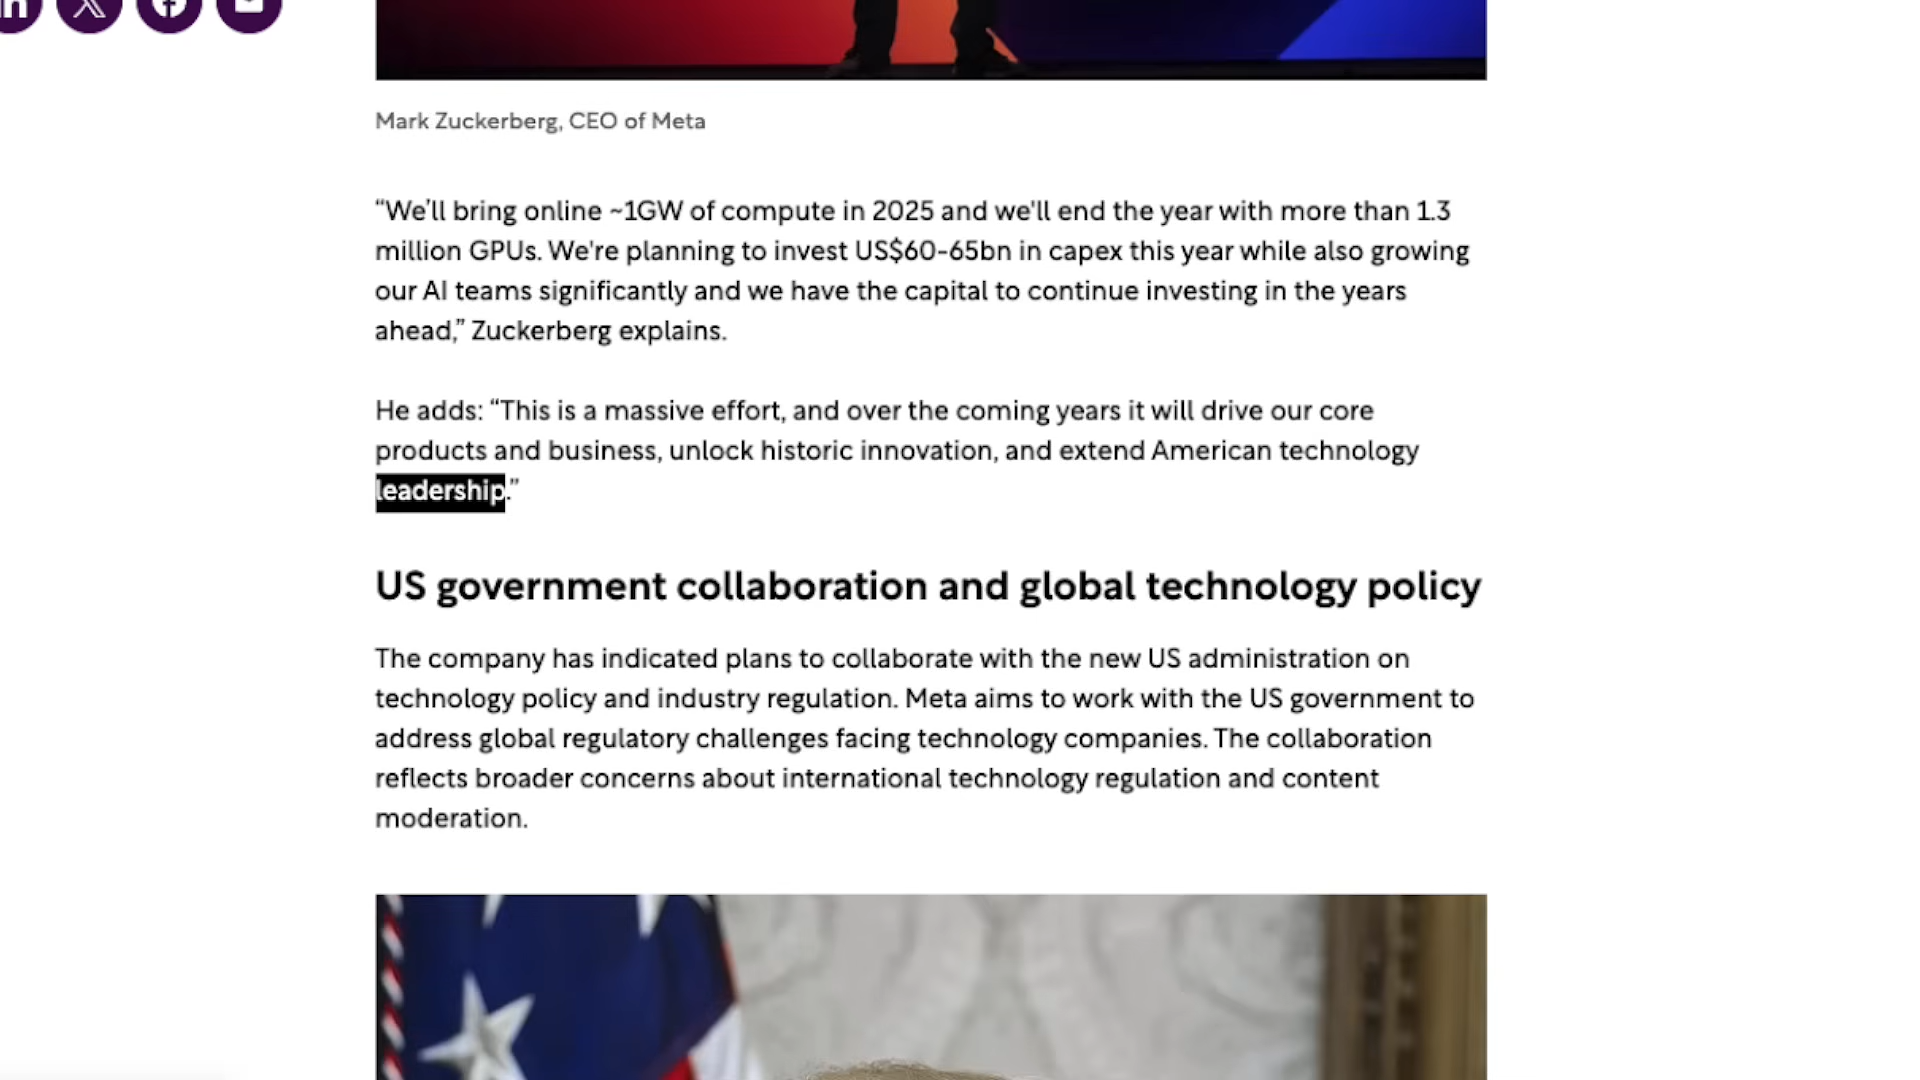 in X f
Mark Zuckerberg, CEO of Meta
“We’ll bring online ~1GW of compute in 2025 and we'll end the year with more than 1.3
million GPUs. We're planning to invest US$60-65bn in capex this year while also growing
our AI teams significantly and we have the capital to continue investing in the years
ahead,” Zuckerberg explains.
He adds: “This is a massive effort, and over the coming years it will drive our core
products and business, unlock historic innovation, and extend American technology
leadership.”
US government collaboration and global technology policy
The company has indicated plans to collaborate with the new US administration on
technology policy and industry regulation. Meta aims to work with the US government to
address global regulatory challenges facing technology companies. The collaboration
reflects broader concerns about international technology regulation and content
moderation.